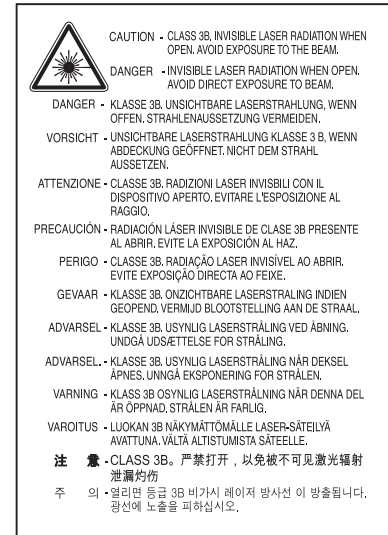 CAUTION - CLASS 3B, INVISIBLE LASER RADIATION WHEN
OPEN. AVOID EXPOSURE TO THE BEAM.
DANGER - INVISIBLE LASER RADIATION WHEN OPEN.
AVOID DIRECT EXPOSURE TO BEAM.
DANGER - KLASSE 3B. UNSICHTBARE LASERSTRAHLUNG, WENN
OFFEN. STRAHLENAUSSETZUNG VERMEIDEN.
VORSICHT - UNSICHTBARE LASERSTRAHLUNG KLASSE 3 B, WENN
ABDECKUNG GEÖFFNET. NICHT DEM STRAHL
AUSSETZEN.
ATTENZIONE - CLASSE 3B. RADIZIONI LASER INVISBILI CON IL
DISPOSITIVO APERTO. EVITARE L'ESPOSIZIONE AL
RAGGIO.
PRECAUCIÓN - RADIACIÓN LÁSER INVISIBLE DE CLASE 3B PRESENTE
AL ABRIR. EVITE LA EXPOSICIÓN AL HAZ.
PERIGO - CLASSE 3B. RADIAÇÃO LASER INVISÍVEL AO ABRIR.
EVITE EXPOSIÇÃO DIRECTA AO FEIXE.
GEVAAR - KLASSE 3B. ONZICHTBARE LASERSTRALING INDIEN
GEOPEND. VERMIJD BLOOTSTELLING AAN DE STRAAL.
ADVARSEL - KLASSE 3B. USYNLIG LASERSTRÅLING VED ÅBNING.
UNDGÅ UDSÆTTELSE FOR STRÅLING.
ADVARSEL. - KLASSE 3B. USYNLIG LASERSTRÅLING NÅR DEKSEL
ÅPNES. UNNGÅ EKSPONERING FOR STRÅLEN.
VARNING - KLASS 3B OSYNLIG LASERSTRÅLNING NÄR DENNA DEL
ÄR ÖPPNAD. STRÅLEN ÄR FARLIG.
VAROITUS - LUOKAN 3B NÄKYMÄTTÖMÄLLE LASER-SÄTEILYÄ
AVATTUNA. VÄLTÄ ALTISTUMISTA SÄTEELLE.
注 意 - CLASS 3B。严禁打开，以免被不可见激光辐射
泄漏灼伤
주 의 - 열리면 등급 3B 비가시 레이저 방사선 이 방출됩니다.
광선에 노출을 피하십시오.